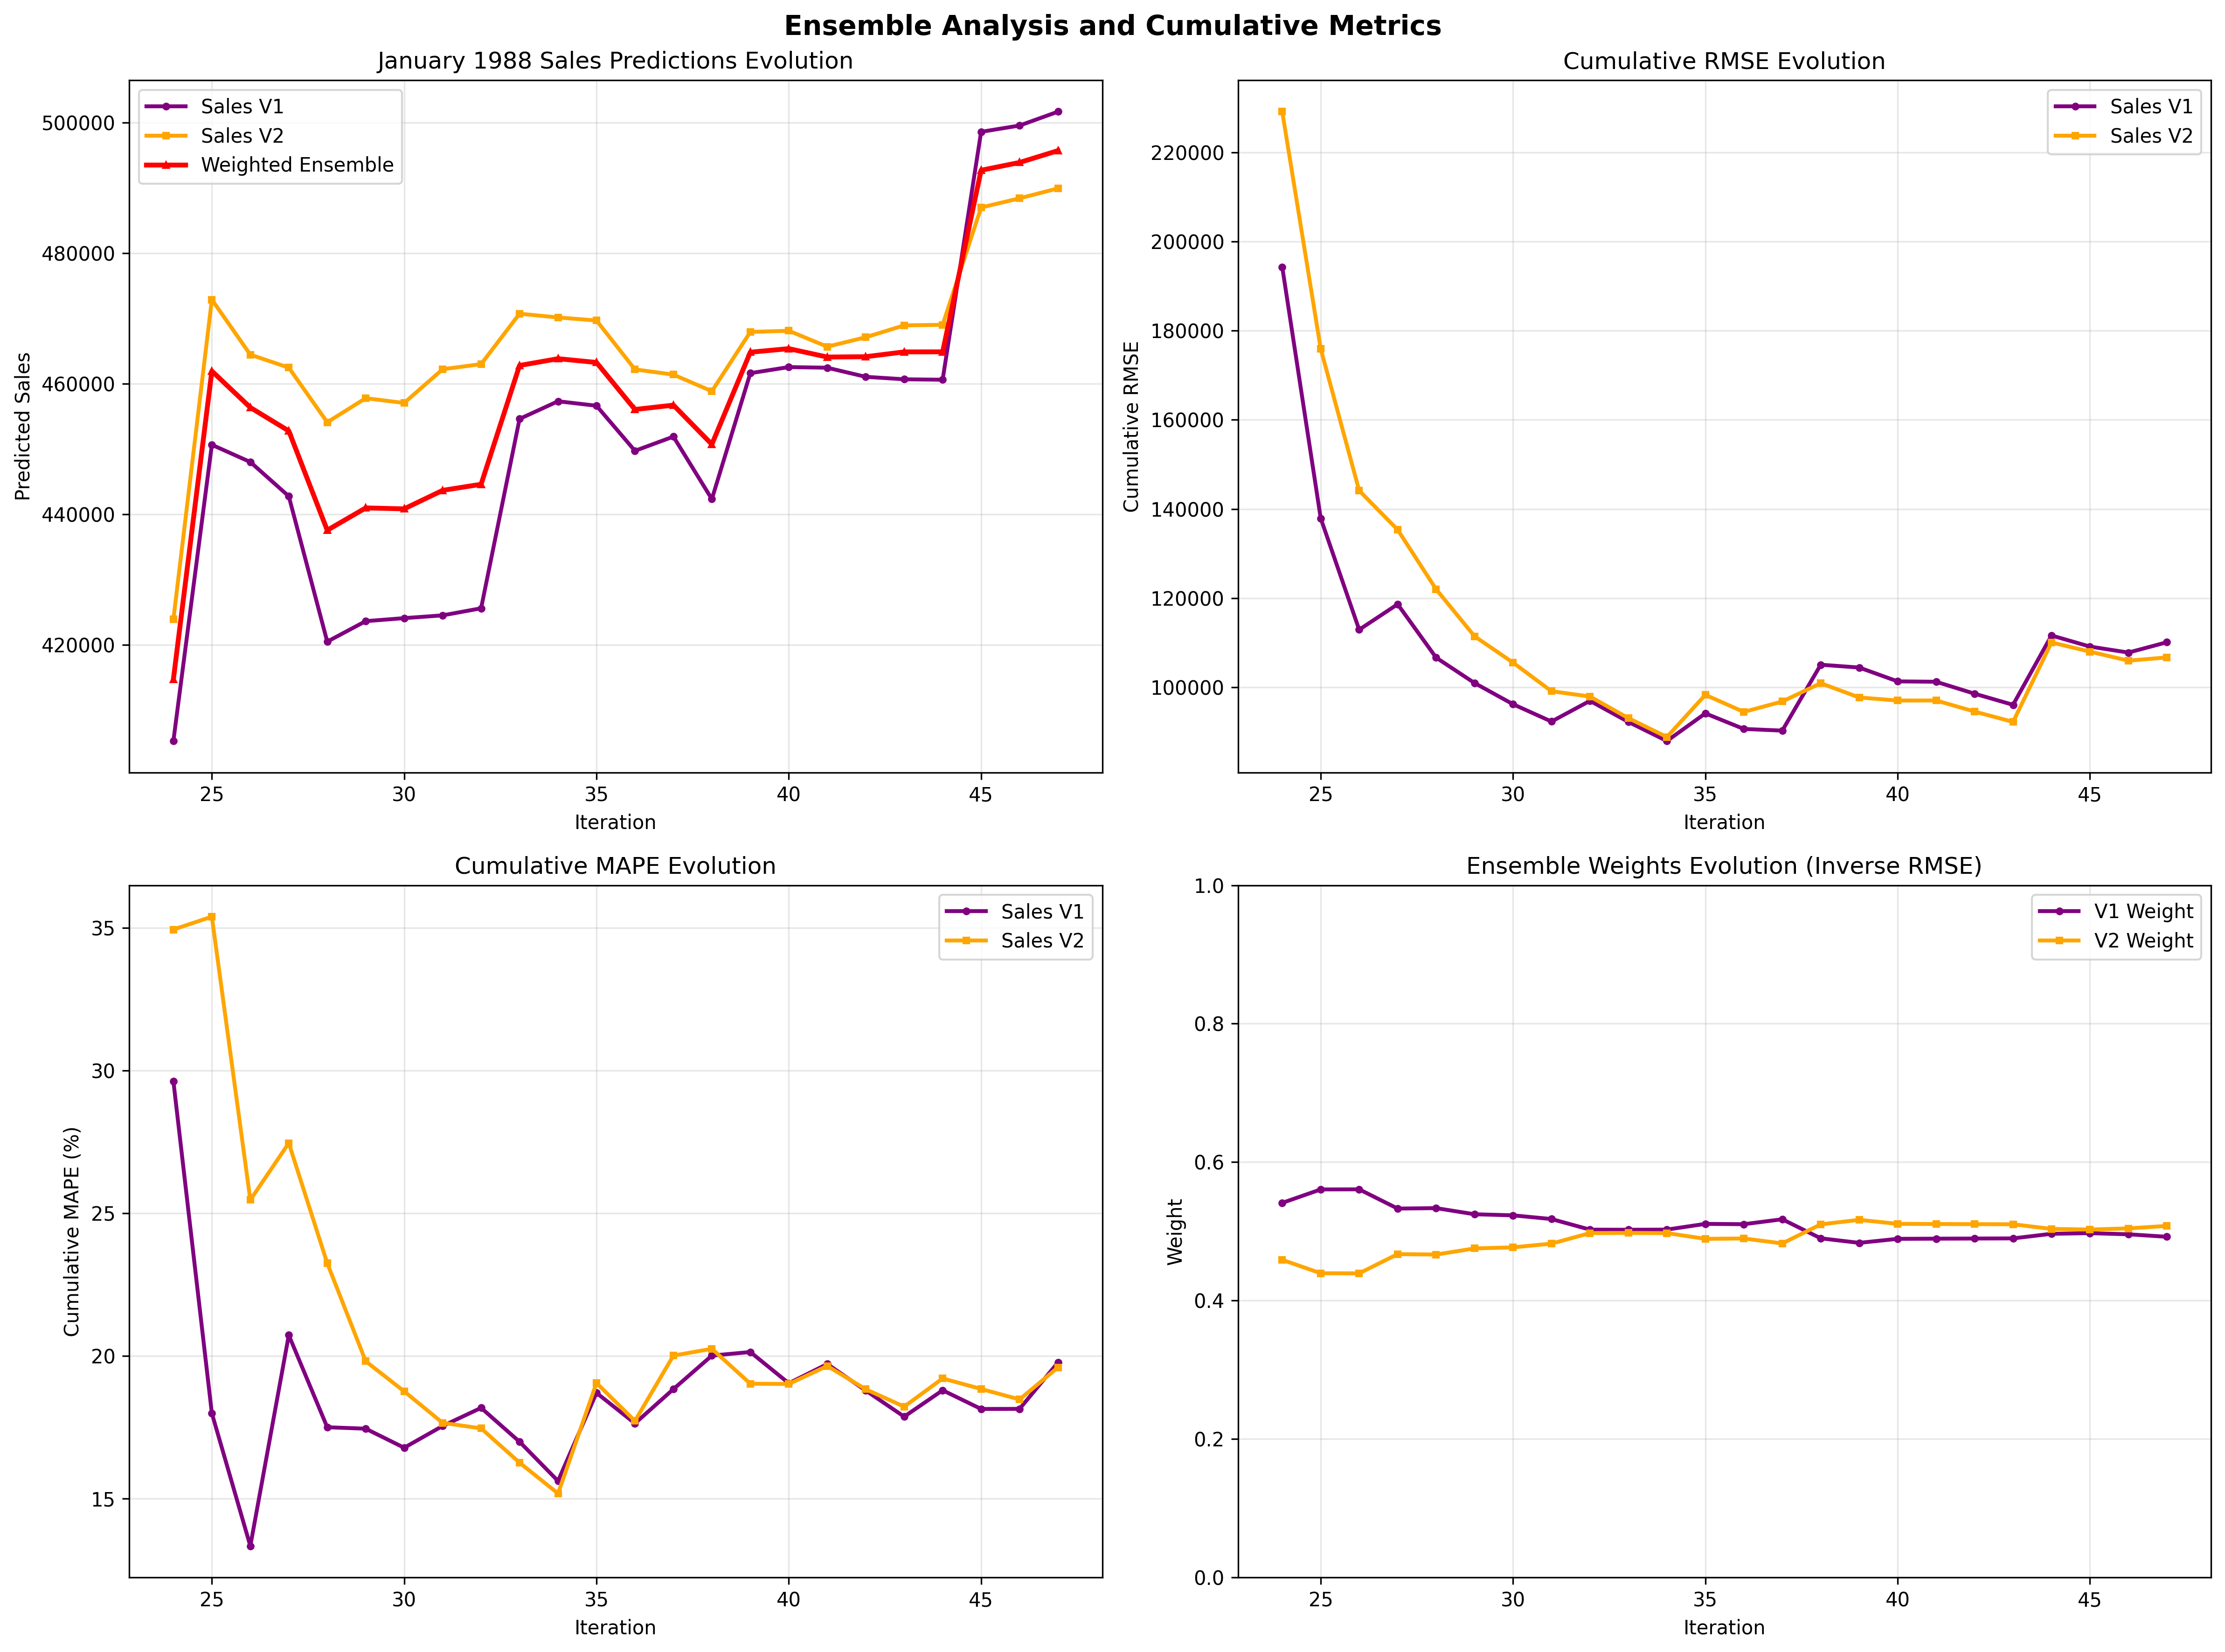 Ensemble Analysis and Cumulative Metrics
January 1988 Sales Predictions Evolution
Sales V1
Sales V2
Weighted Ensemble
500000
480000
460000
440000
420000
Predicted Sales
25 30 35 40 45
Iteration
Cumulative RMSE Evolution
Sales V1
Sales V2
220000
200000
180000
160000
140000
120000
100000
Cumulative RMSE
25 30 35 40 45
Iteration
Cumulative MAPE Evolution
Sales V1
Sales V2
35
30
25
20
15
Cumulative MAPE (%)
25 30 35 40 45
Iteration
Ensemble Weights Evolution (Inverse RMSE)
V1 Weight
V2 Weight
1.0
0.8
0.6
0.4
0.2
0.0
Weight
25 30 35 40 45
Iteration